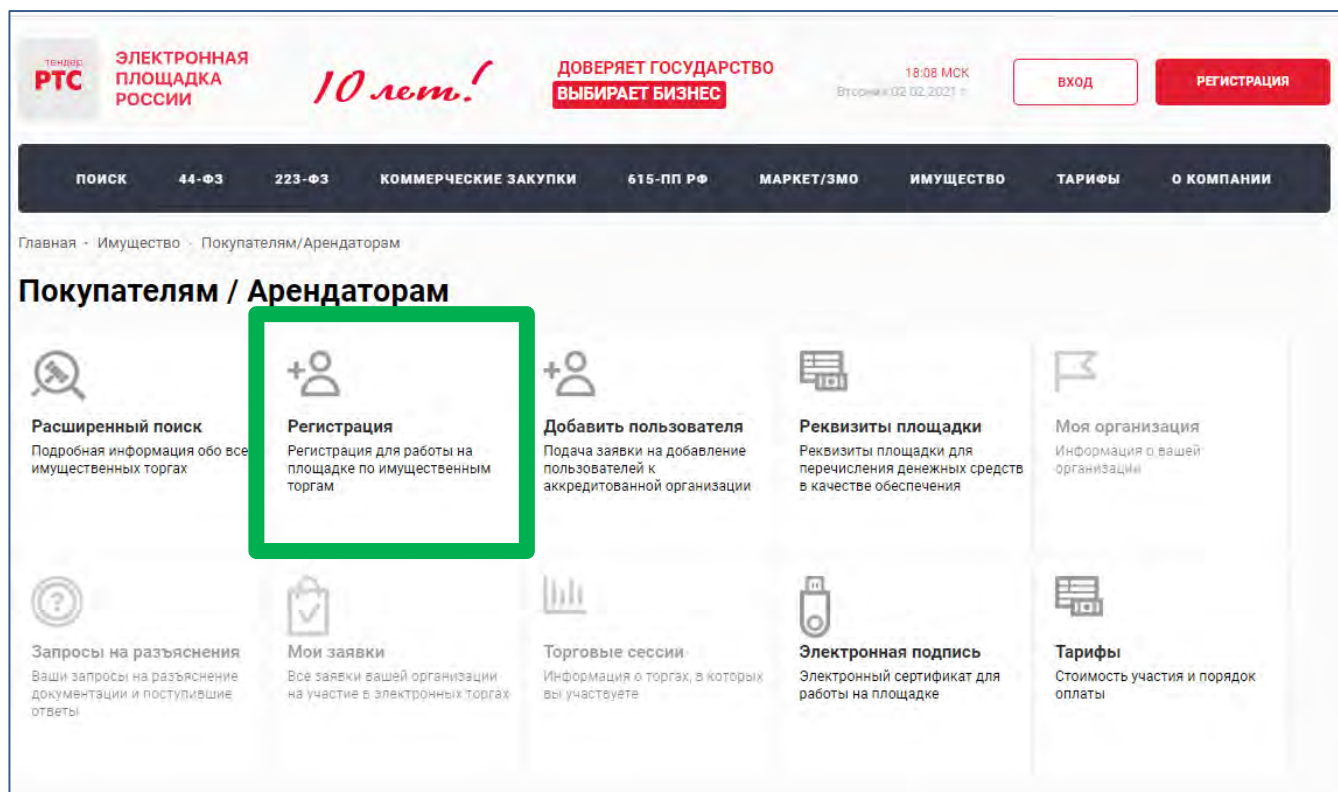 тендер
РТС
ЭЛЕКТРОННАЯ
ПЛОЩАДКА
РОССИИ
10 лет!
ДОВЕРЯЕТ ГОСУДАРСТВО
ВЫБИРАЕТ БИЗНЕС
18:08 МСК
Вторник 02.02.2021 г.
ВХОД
РЕГИСТРАЦИЯ
ПОИСК 44-ФЗ 223-ФЗ КОММЕРЧЕСКИЕ ЗАКУПКИ 615-ПП РФ МАРКЕТ/ЗМО ИМУЩЕСТВО ТАРИФЫ О КОМПАНИИ
Главная · Имущество · Покупателям/Арендаторам
Покупателям / Арендаторам
Расширенный поиск
Подробная информация обо все
имущественных торгах
Регистрация
Регистрация для работы на
площадке по имущественным
торгам
Добавить пользователя
Подача заявки на добавление
пользователей к
аккредитованной организации
Реквизиты площадки
Реквизиты площадки для
перечисления денежных средств
в качестве обеспечения
Моя организация
Информация о вашей
организации
Запросы на разъяснения
Ваши запросы на разъяснение
документации и поступившие
ответы
Мои заявки
Все заявки вашей организации
на участие в электронных торгах
Торговые сессии
Информация о торгах, в которых
вы участвуете
Электронная подпись
Электронный сертификат для
работы на площадке
Тарифы
Стоимость участия и порядок
оплаты